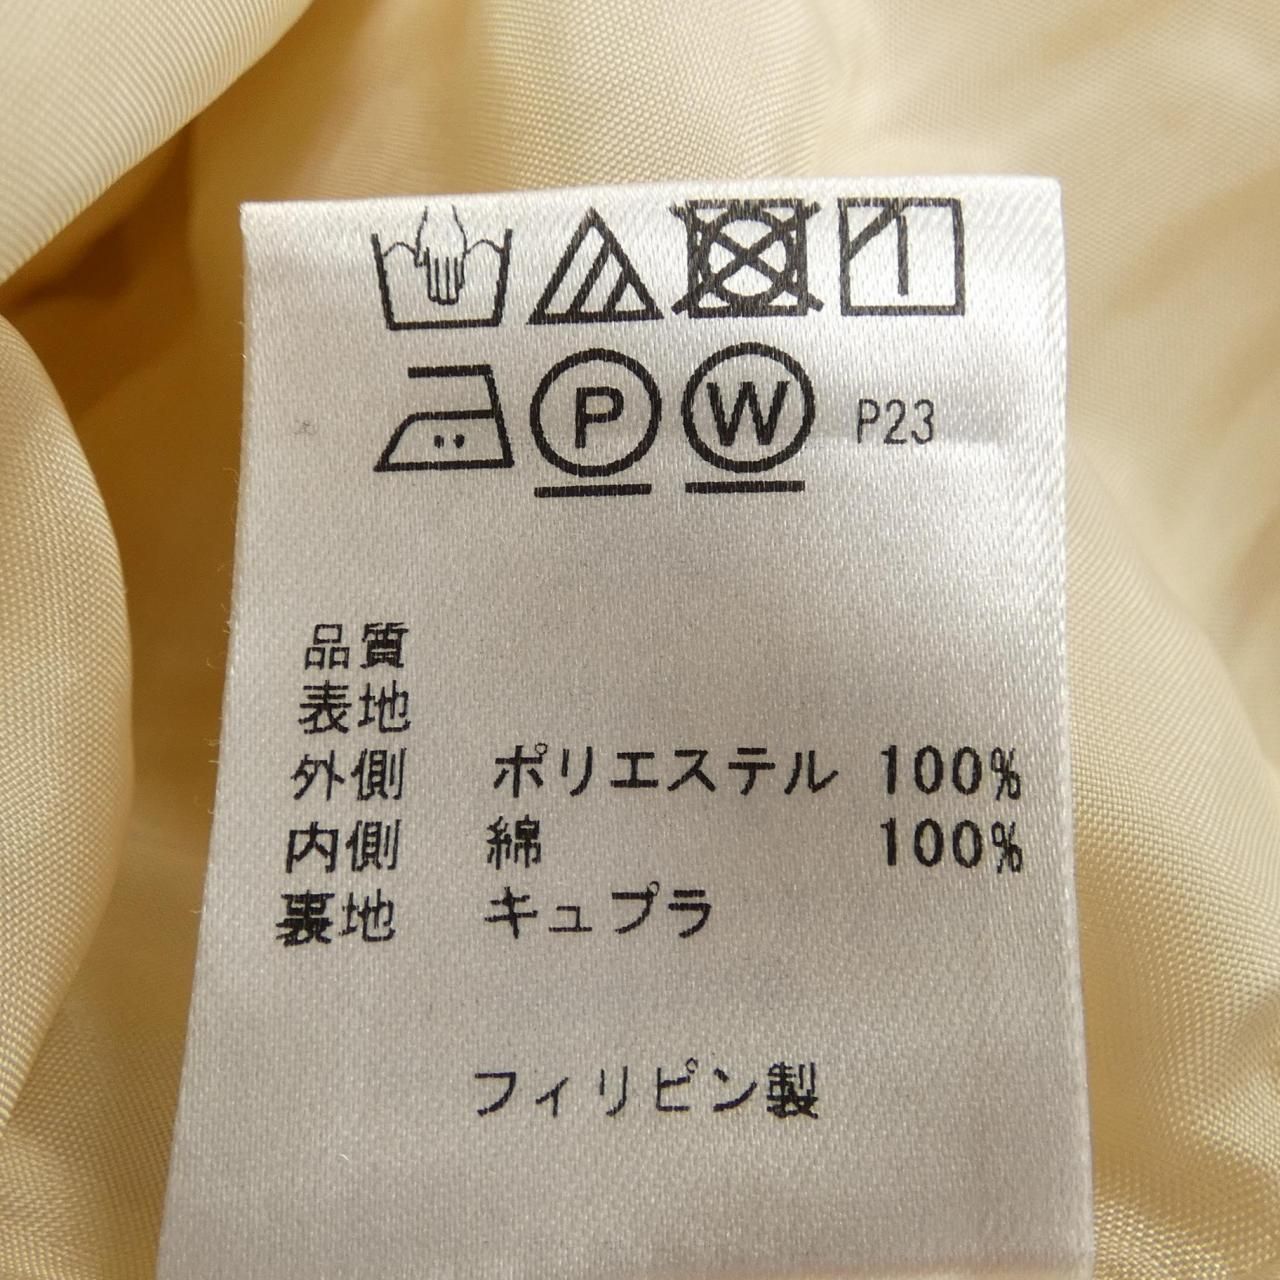 P W P23
品質
表地
外側 ポリエステル 100%
内側 綿 100%
裏地 キュプラ
フィリピン製